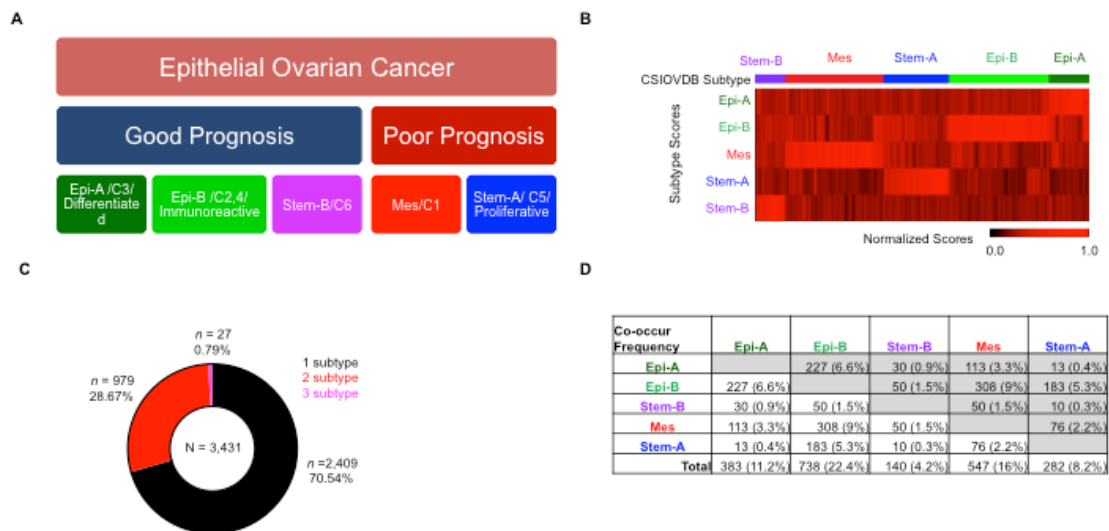 A
Epithelial Ovarian Cancer
Good Prognosis
Poor Prognosis
Epi-A /C3/
Differentiate
d
Epi-B /C2,4/
Immunoreactive
Stem-B/C6
Mes/C1
Stem-A/ C5/
Proliferative
B
Stem-B Mes Stem-A Epi-B Epi-A
CSIOVDB Subtype
Subtype Scores
Epi-A
Epi-B
Mes
Stem-A
Stem-B
Normalized Scores
0.0 1.0
C
n = 27
0.79%
n = 979
28.67%
1 subtype
2 subtype
3 subtype
N = 3,431
n =2,409
70.54%
D
Co-occur
Frequency Epi-A Epi-B Stem-B Mes Stem-A
Epi-A 227 (6.6%) 30 (0.9%) 113 (3.3%) 13 (0.4%)
Epi-B 227 (6.6%) 50 (1.5%) 308 (9%) 183 (5.3%)
Stem-B 30 (0.9%) 50 (1.5%) 50 (1.5%) 10 (0.3%)
Mes 113 (3.3%) 308 (9%) 50 (1.5%) 76 (2.2%)
Stem-A 13 (0.4%) 183 (5.3%) 10 (0.3%) 76 (2.2%)
Total 383 (11.2%) 738 (22.4%) 140 (4.2%) 547 (16%) 282 (8.2%)